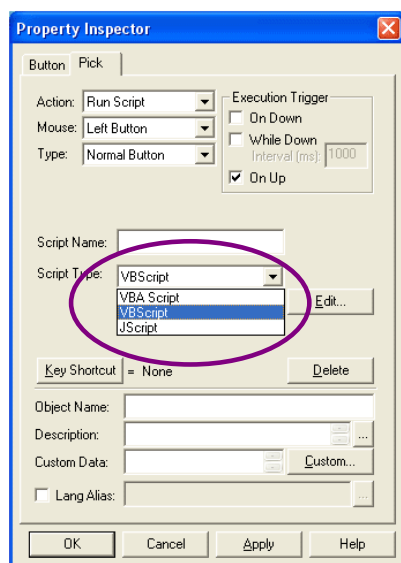 Property Inspector
Button Pick
Action: Run Script
Execution Trigger
On Down
Mouse: Left Button
While Down
Interval (ms): 1000
Type: Normal Button
On Up
Script Name:
Script Type: VBScript
VBA Script
VBScript
JScript
Edit...
Key Shortcut = None Delete
Object Name:
Description: ...
Custom Data: Custom...
Lang Alias: ...
OK Cancel Apply Help